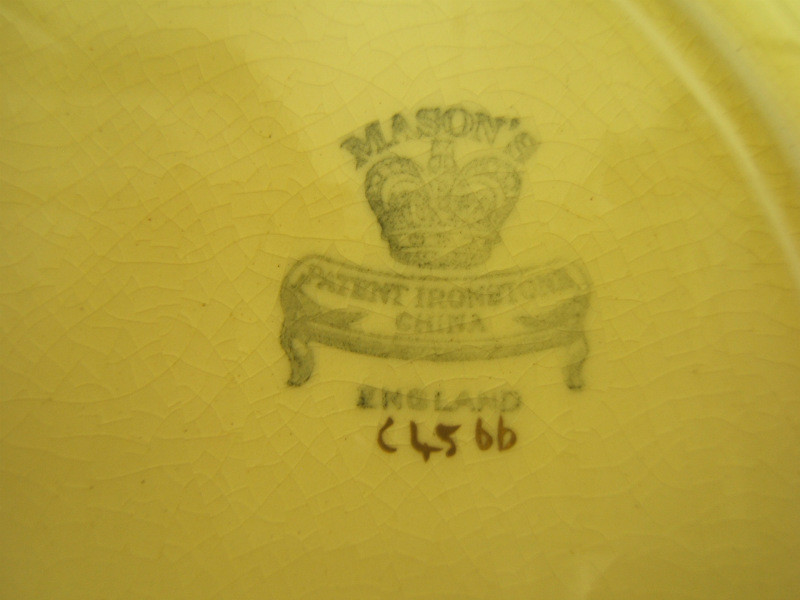 MASON'S
PATENT IRONSTONE
CHINA
ENGLAND
C4566